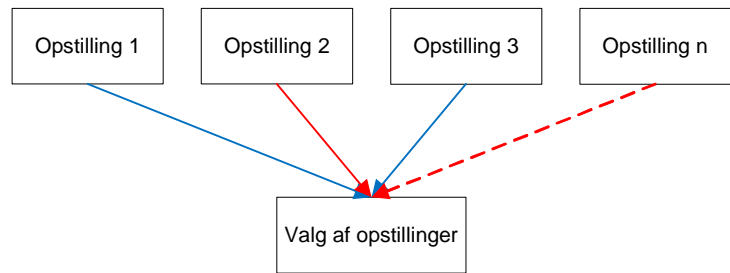 Opstilling 1
Opstilling 2
Opstilling 3
Opstilling n
Valg af opstillinger